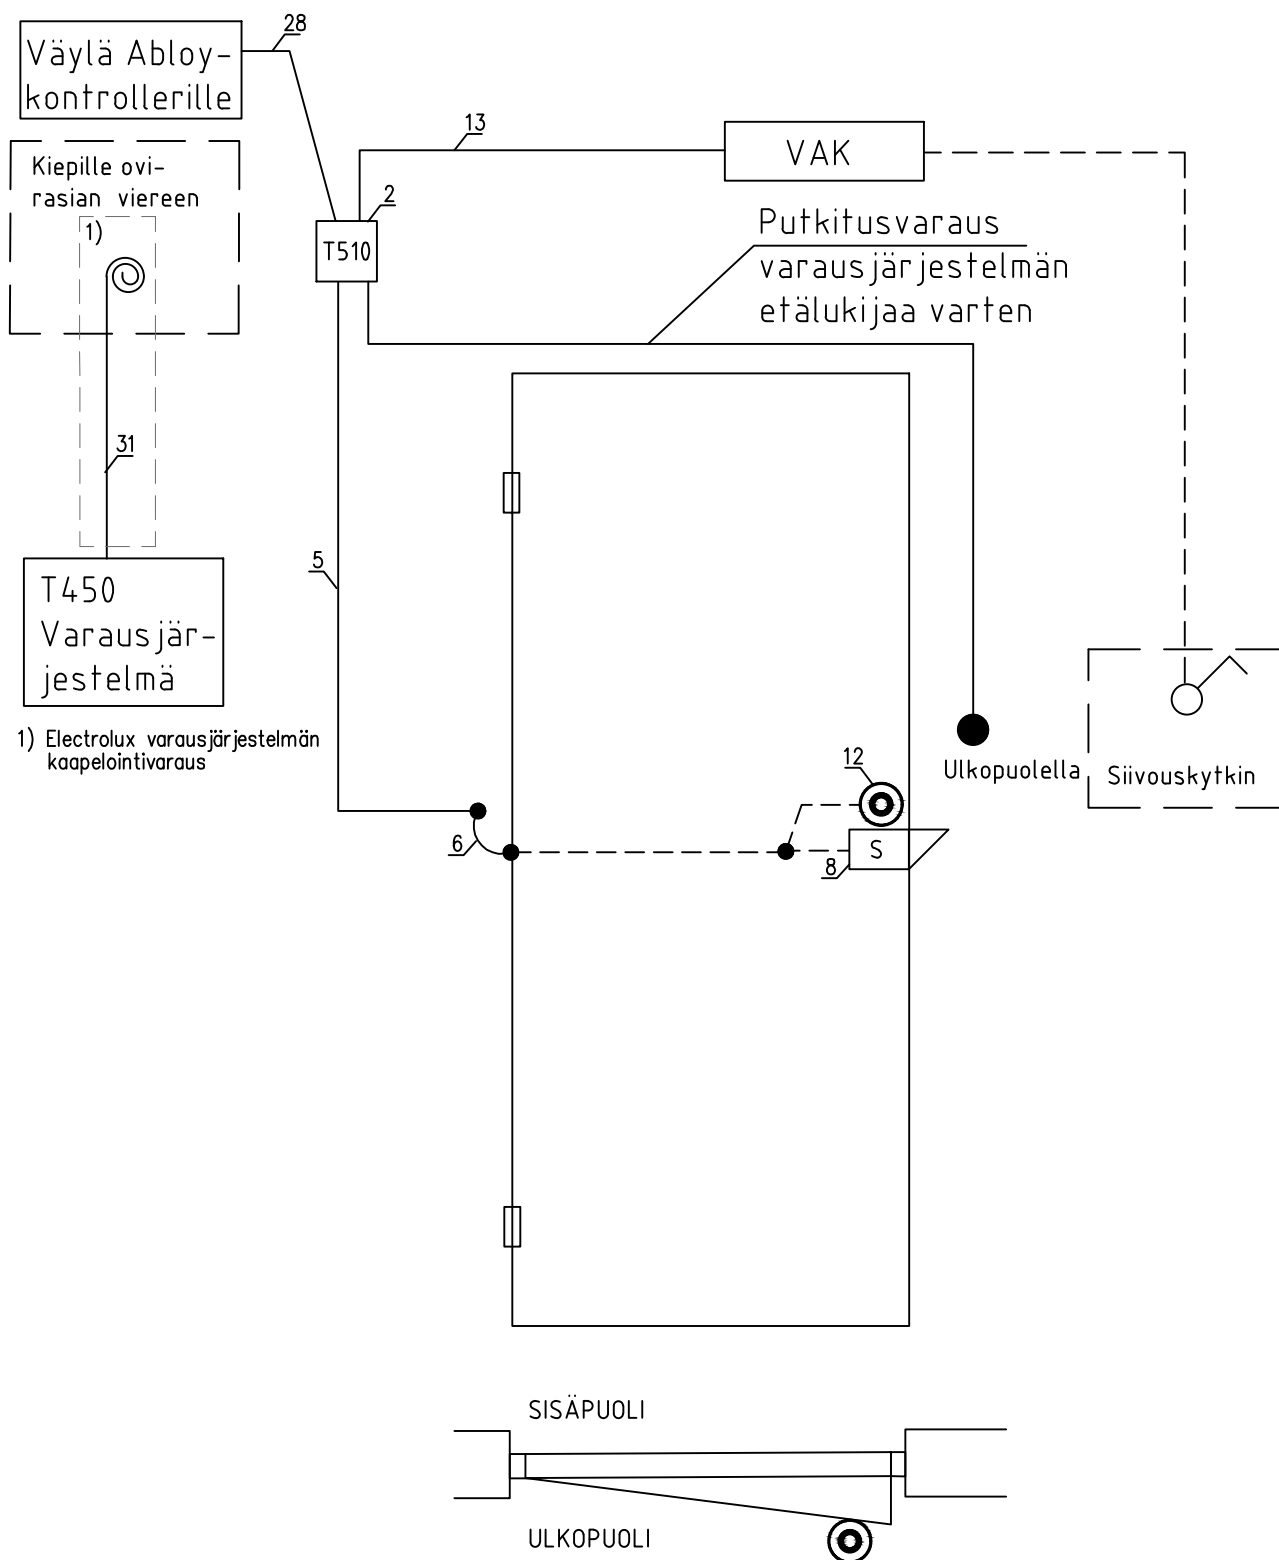 28
Väylä Abloy-
kontrollerille
13
VAK
Kiepille ovi-
rasian viereen
1)
2
T510
Putkitusvaraus
varausjärjestelmän
etälukijaa varten
31
5
T450
Varausjär-
jestelmä
1) Electrolux varausjärjestelmän
kaapelointivaraus
12
Ulkopuolella
Siivouskytkin
6
8
S
SISÄPUOLI
ULKOPUOLI